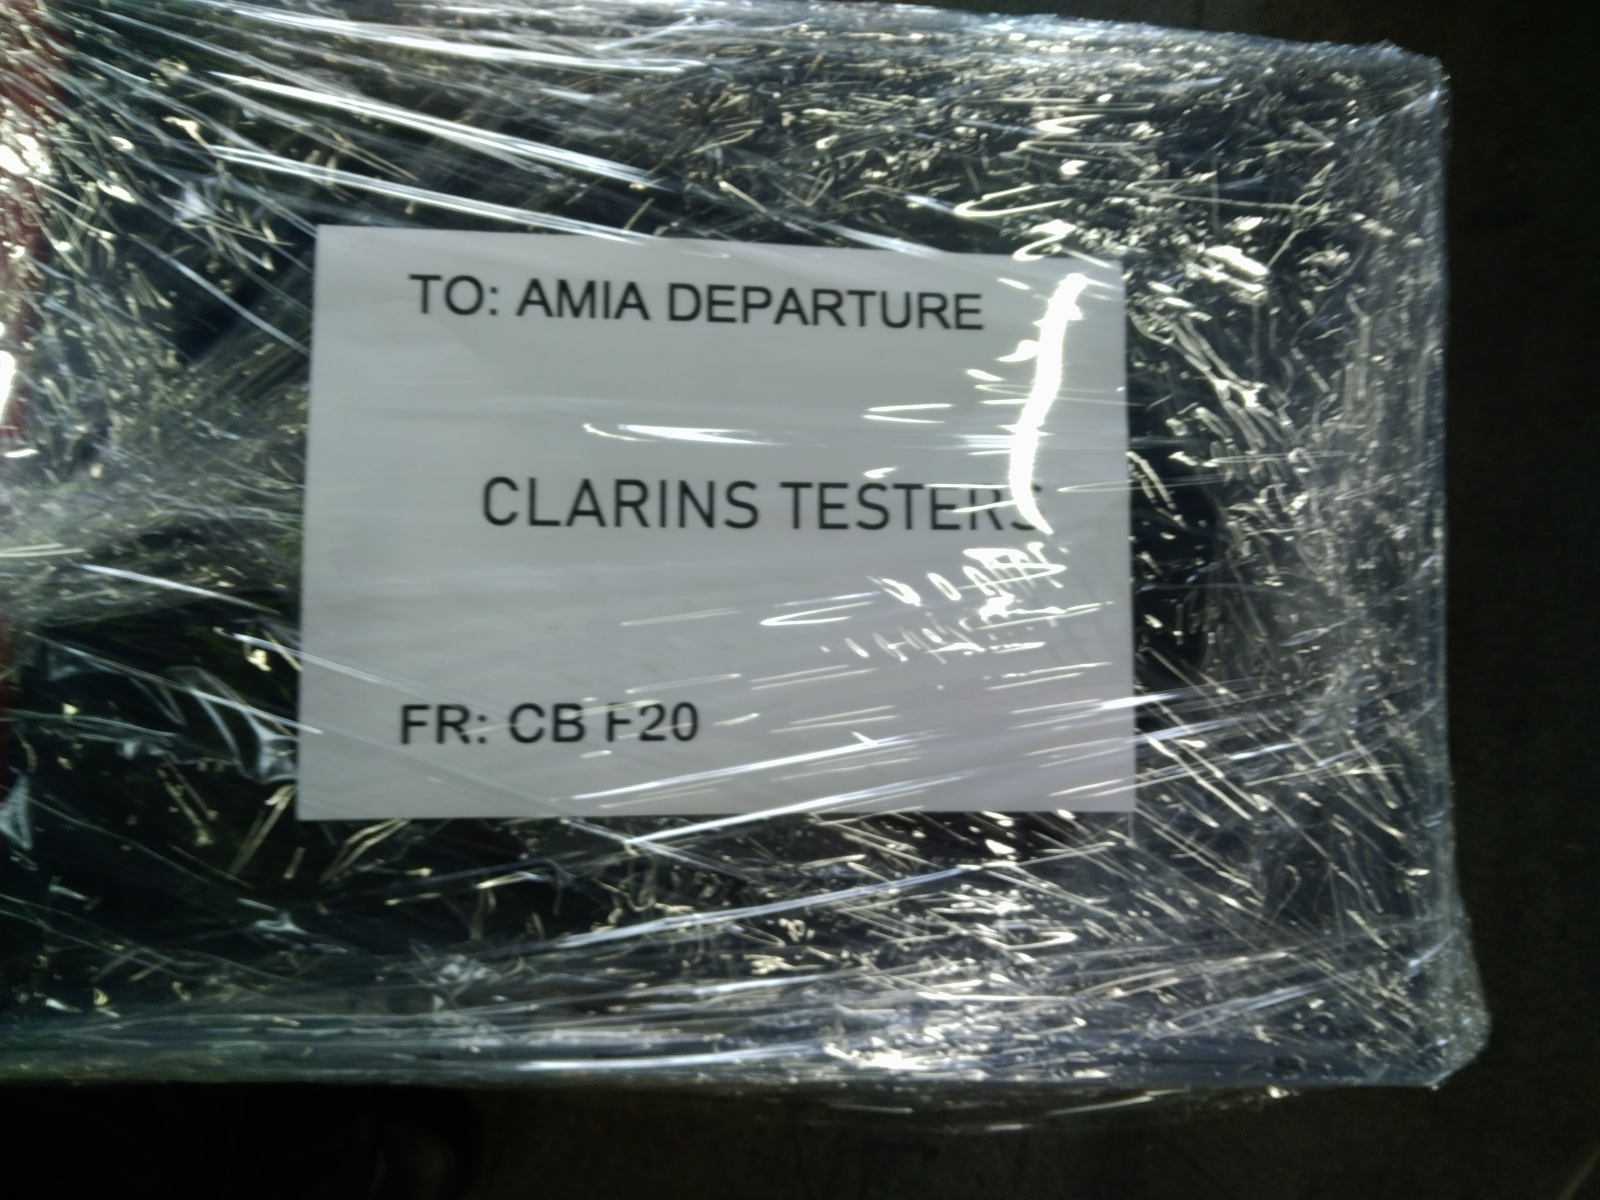 TO: AMIA DEPARTURE
CLARINS TESTERS
FR: CB F20